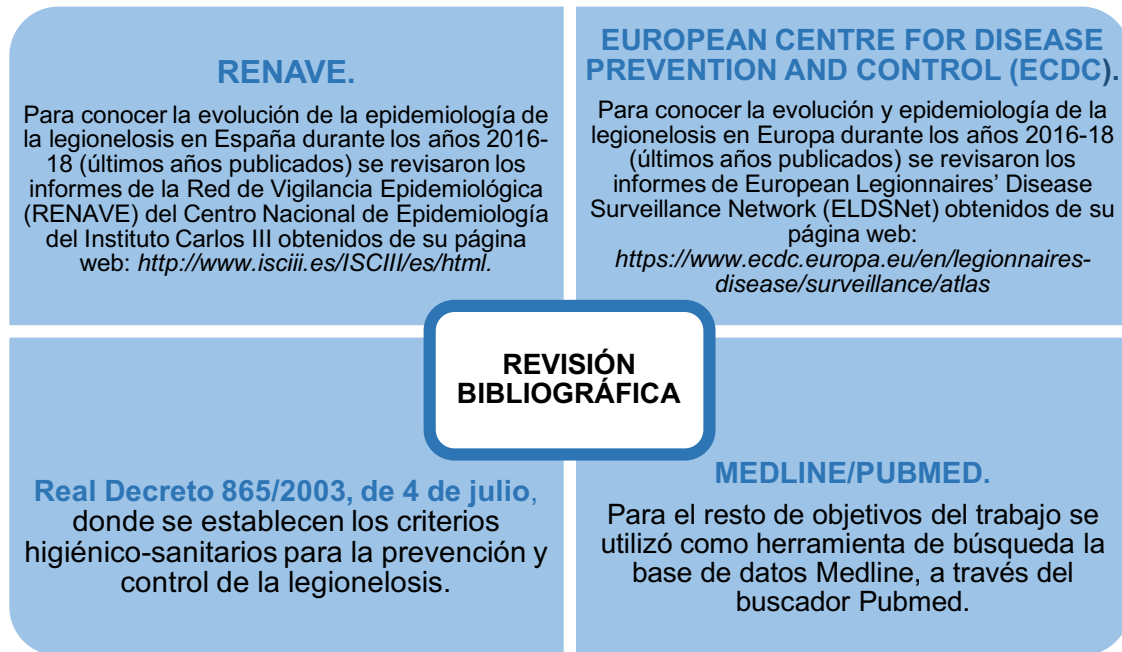 RENAVE.
Para conocer la evolución de la epidemiología de
la legionelosis en España durante los años 2016-
18 (últimos años publicados) se revisaron los
informes de la Red de Vigilancia Epidemiológica
(RENAVE) del Centro Nacional de Epidemiología
del Instituto Carlos III obtenidos de su página
web: http://www.isciii.es/ISCIII/es/html.
EUROPEAN CENTRE FOR DISEASE
PREVENTION AND CONTROL (ECDC).
Para conocer la evolución y epidemiología de la
legionelosis en Europa durante los años 2016-18
(últimos años publicados) se revisaron los
informes de European Legionnaires’ Disease
Surveillance Network (ELDSNet) obtenidos de su
página web:
https://www.ecdc.europa.eu/en/legionnaires-
disease/surveillance/atlas
REVISIÓN
BIBLIOGRÁFICA
Real Decreto 865/2003, de 4 de julio,
donde se establecen los criterios
higiénico-sanitarios para la prevención y
control de la legionelosis.
MEDLINE/PUBMED.
Para el resto de objetivos del trabajo se
utilizó como herramienta de búsqueda la
base de datos Medline, a través del
buscador Pubmed.